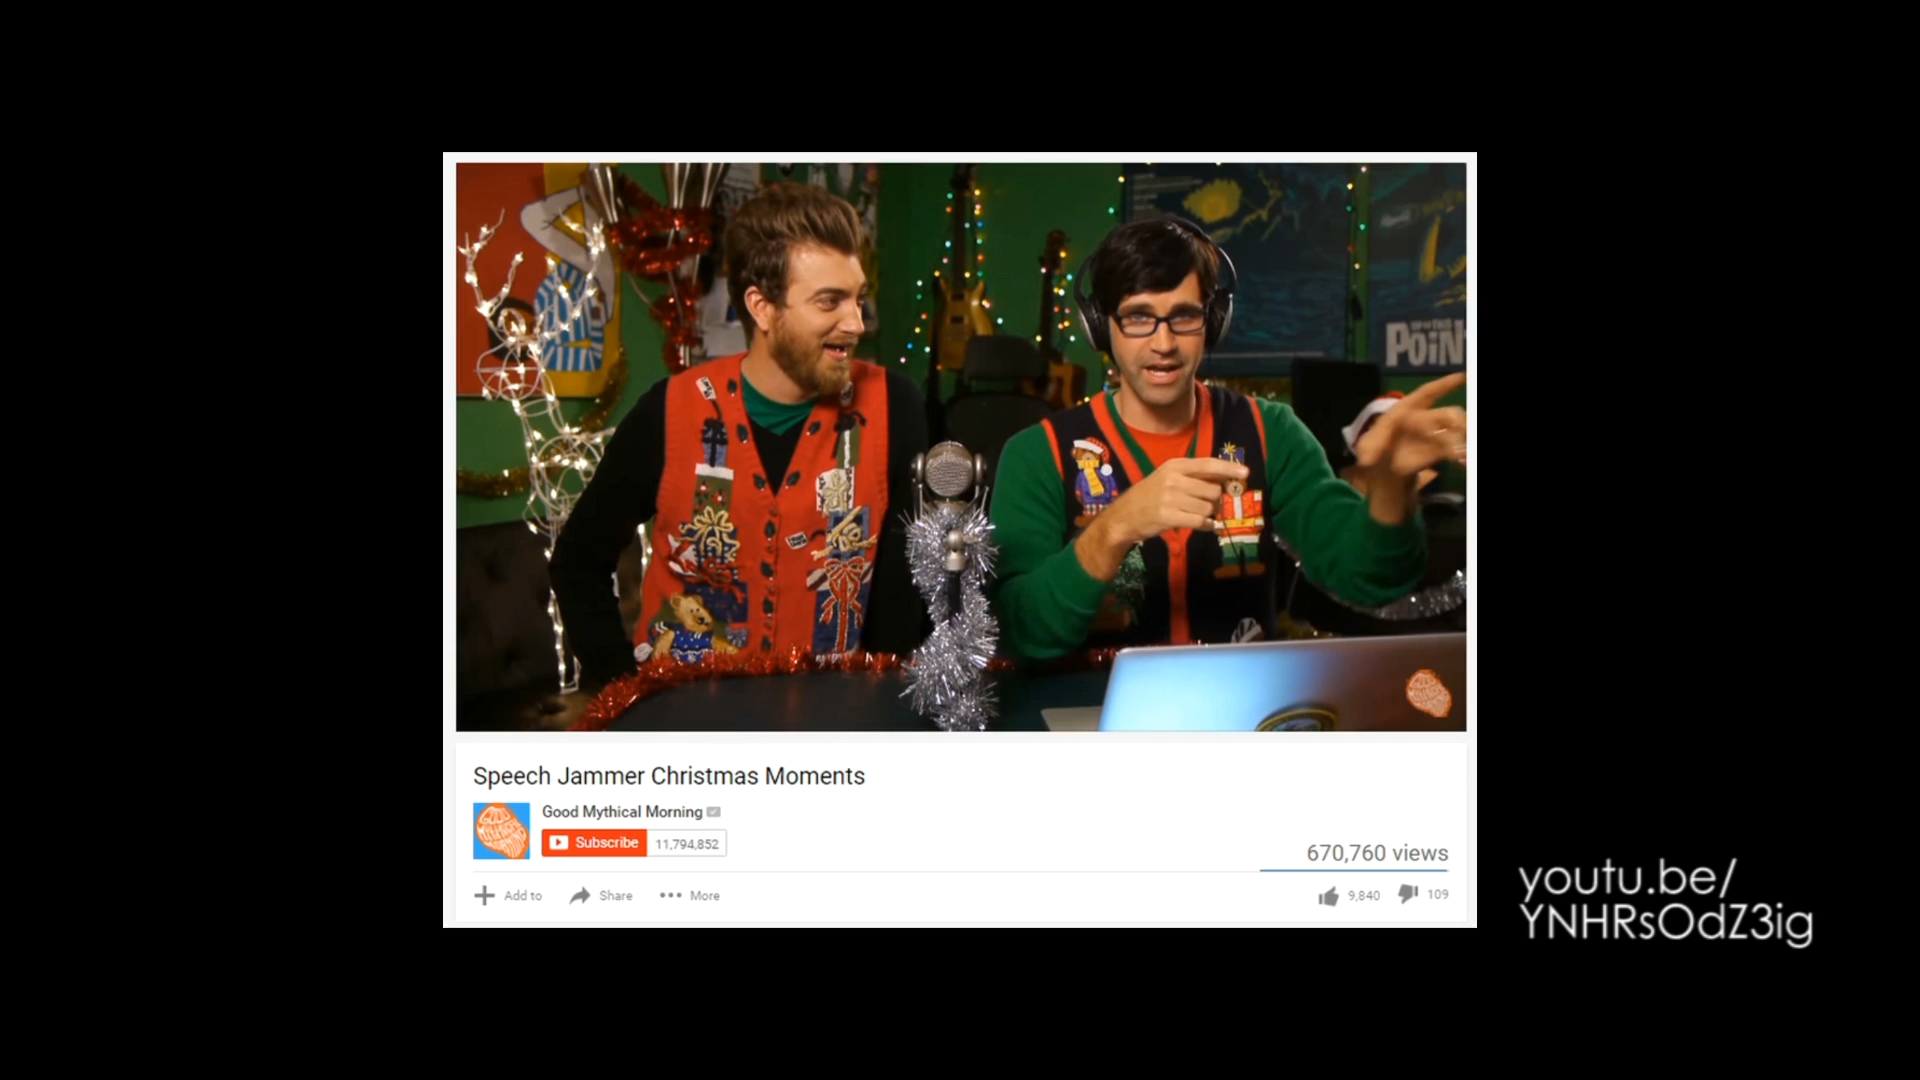 POiN
Speech Jammer Christmas Moments
Good Mythical Morning
Subscribe 11,794,852
670,760 views
Add to Share More
9,840 109
youtu.be/
YNHRsOdZ3ig